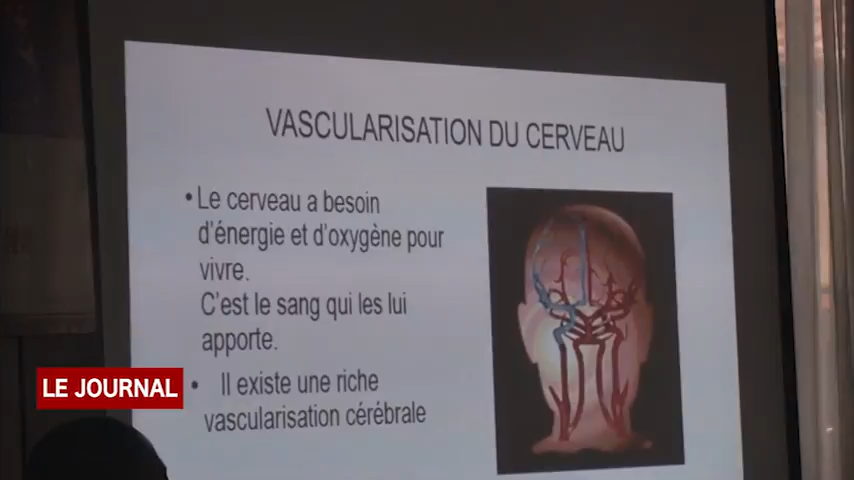 VASCULARISATION DU CERVEAU
• Le cerveau a besoin
d'énergie et d'oxygène pour
vivre.
C'est le sang qui les lui
apporte.
• Il existe une riche
vascularisation cérébrale
LE JOURNAL